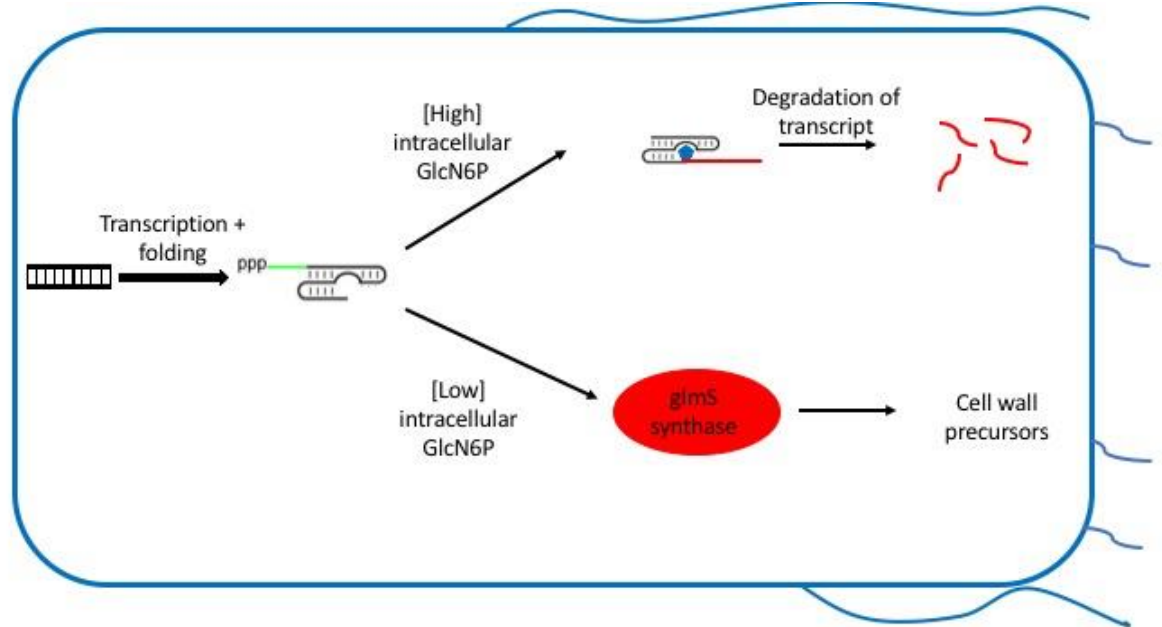 Transcription +
folding
ppp
[High]
intracellular
GlcN6P
Degradation of
transcript
[Low]
intracellular
GlcN6P
glmS
synthase
Cell wall
precursors